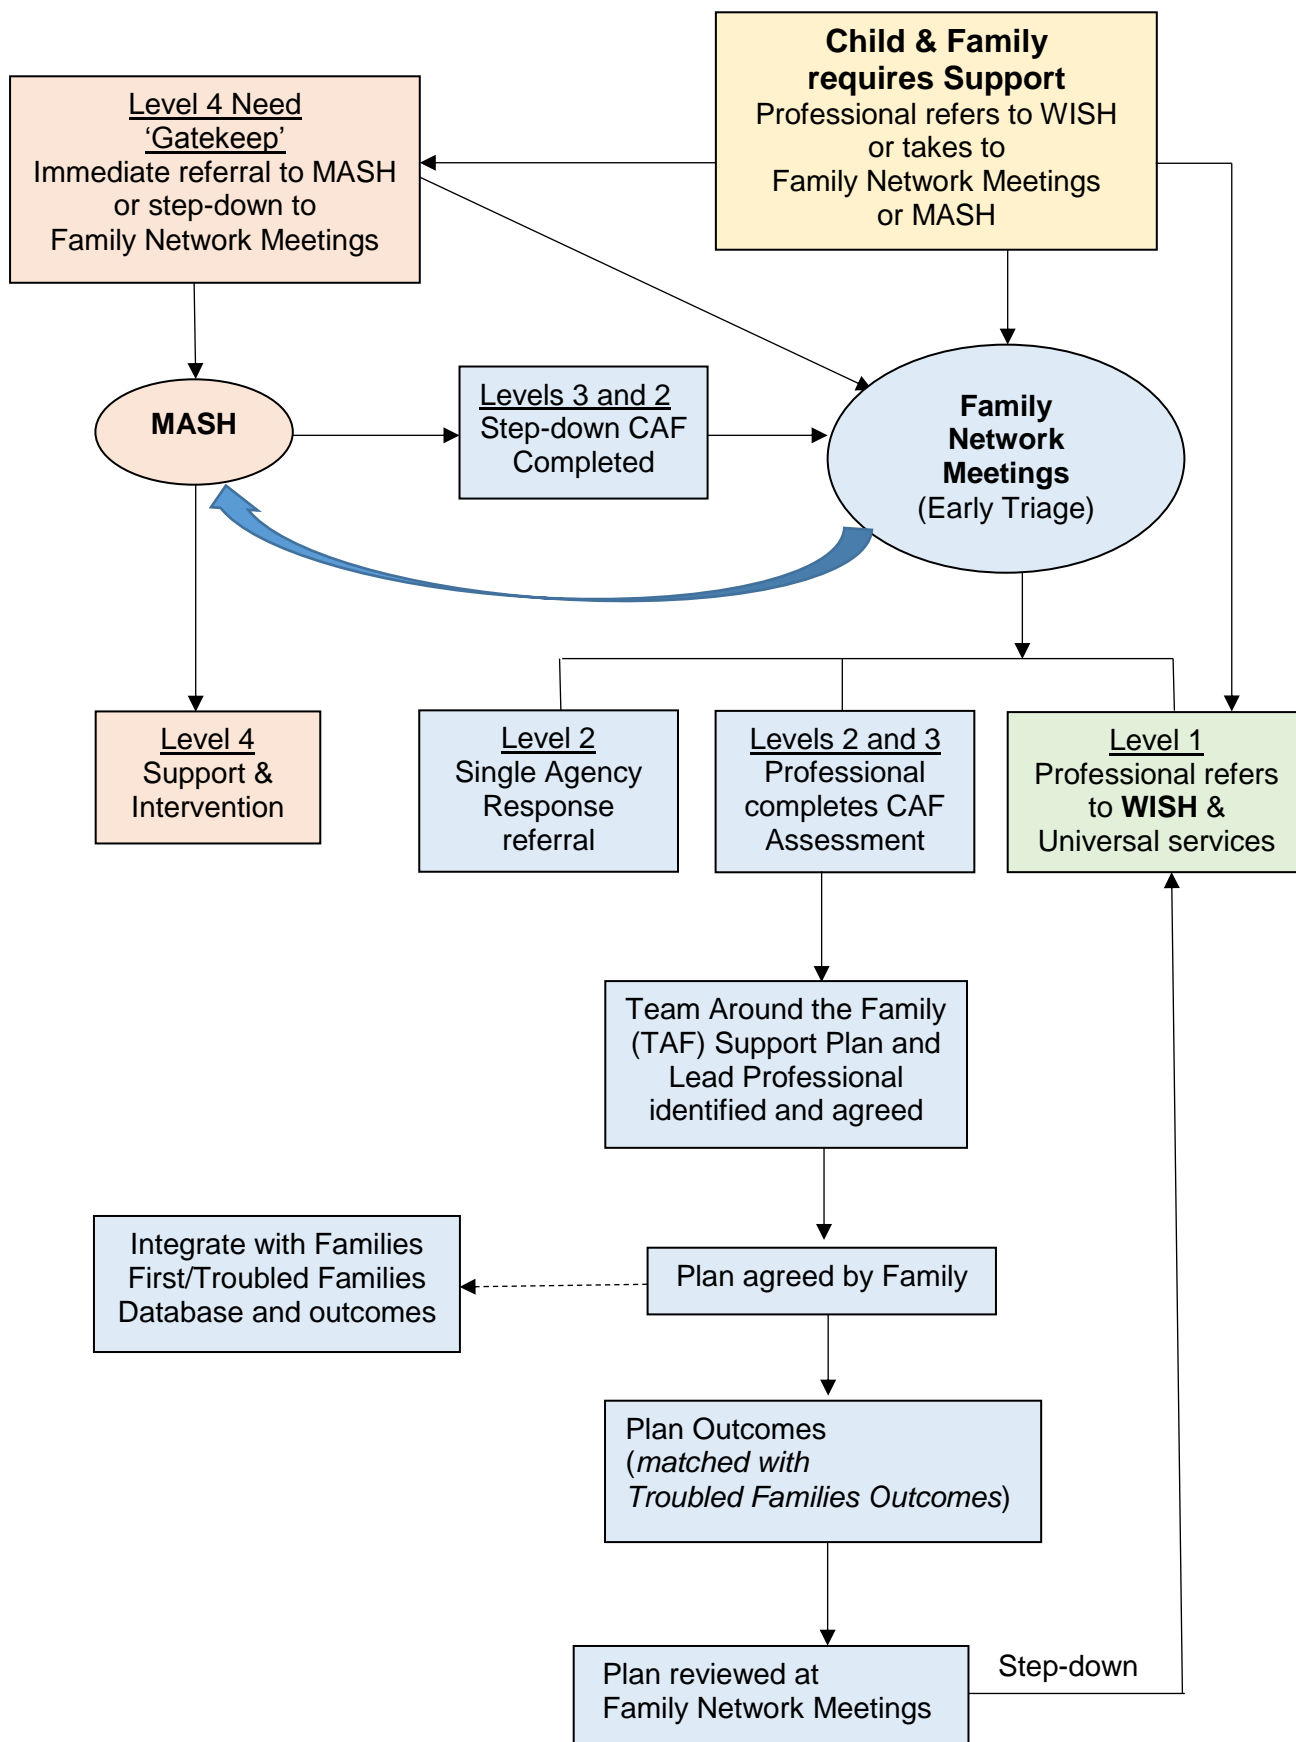 Child & Family
requires Support
Professional refers to WISH
or takes to
Family Network Meetings
or MASH
Level 4 Need
‘Gatekeep’
Immediate referral to MASH
or step-down to
Family Network Meetings
MASH
Levels 3 and 2
Step-down CAF
Completed
Family
Network
Meetings
(Early Triage)
Level 4
Support &
Intervention
Level 2
Single Agency
Response
referral
Levels 2 and 3
Professional
completes CAF
Assessment
Level 1
Professional refers
to WISH &
Universal services
Team Around the Family
(TAF) Support Plan and
Lead Professional
identified and agreed
Integrate with Families
First/Troubled Families
Database and outcomes
Plan agreed by Family
Plan Outcomes
(matched with
Troubled Families Outcomes)
Plan reviewed at
Family Network Meetings
Step-down